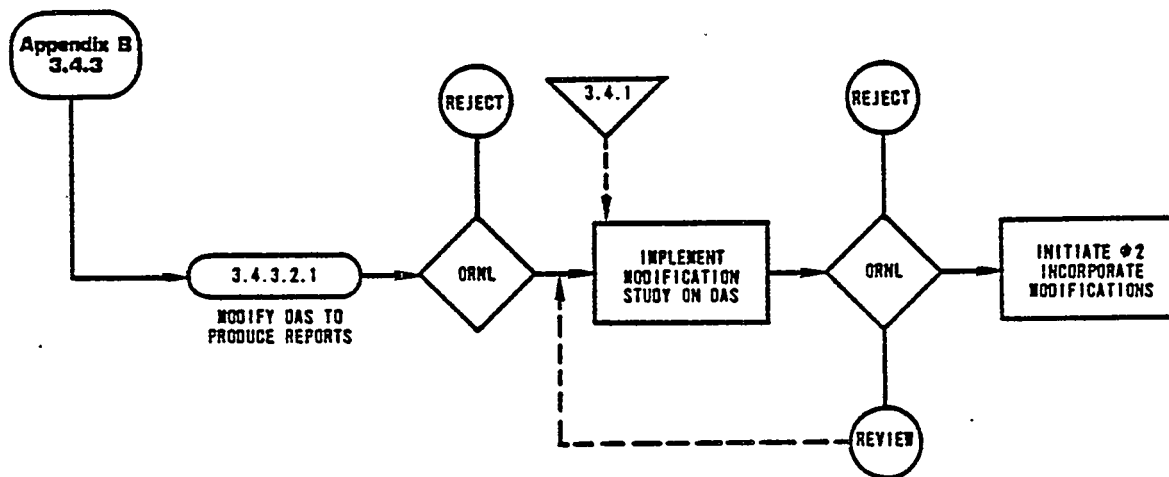 Appendix B
3.4.3
REJECT
3.4.1
REJECT
3.4.3.2.1
MODIFY DAS TO
PRODUCE REPORTS
ORNL
IMPLEMENT
MODIFICATION
STUDY ON DAS
ORNL
INITIATE #2
INCORPORATE
MODIFICATIONS
REVIEW